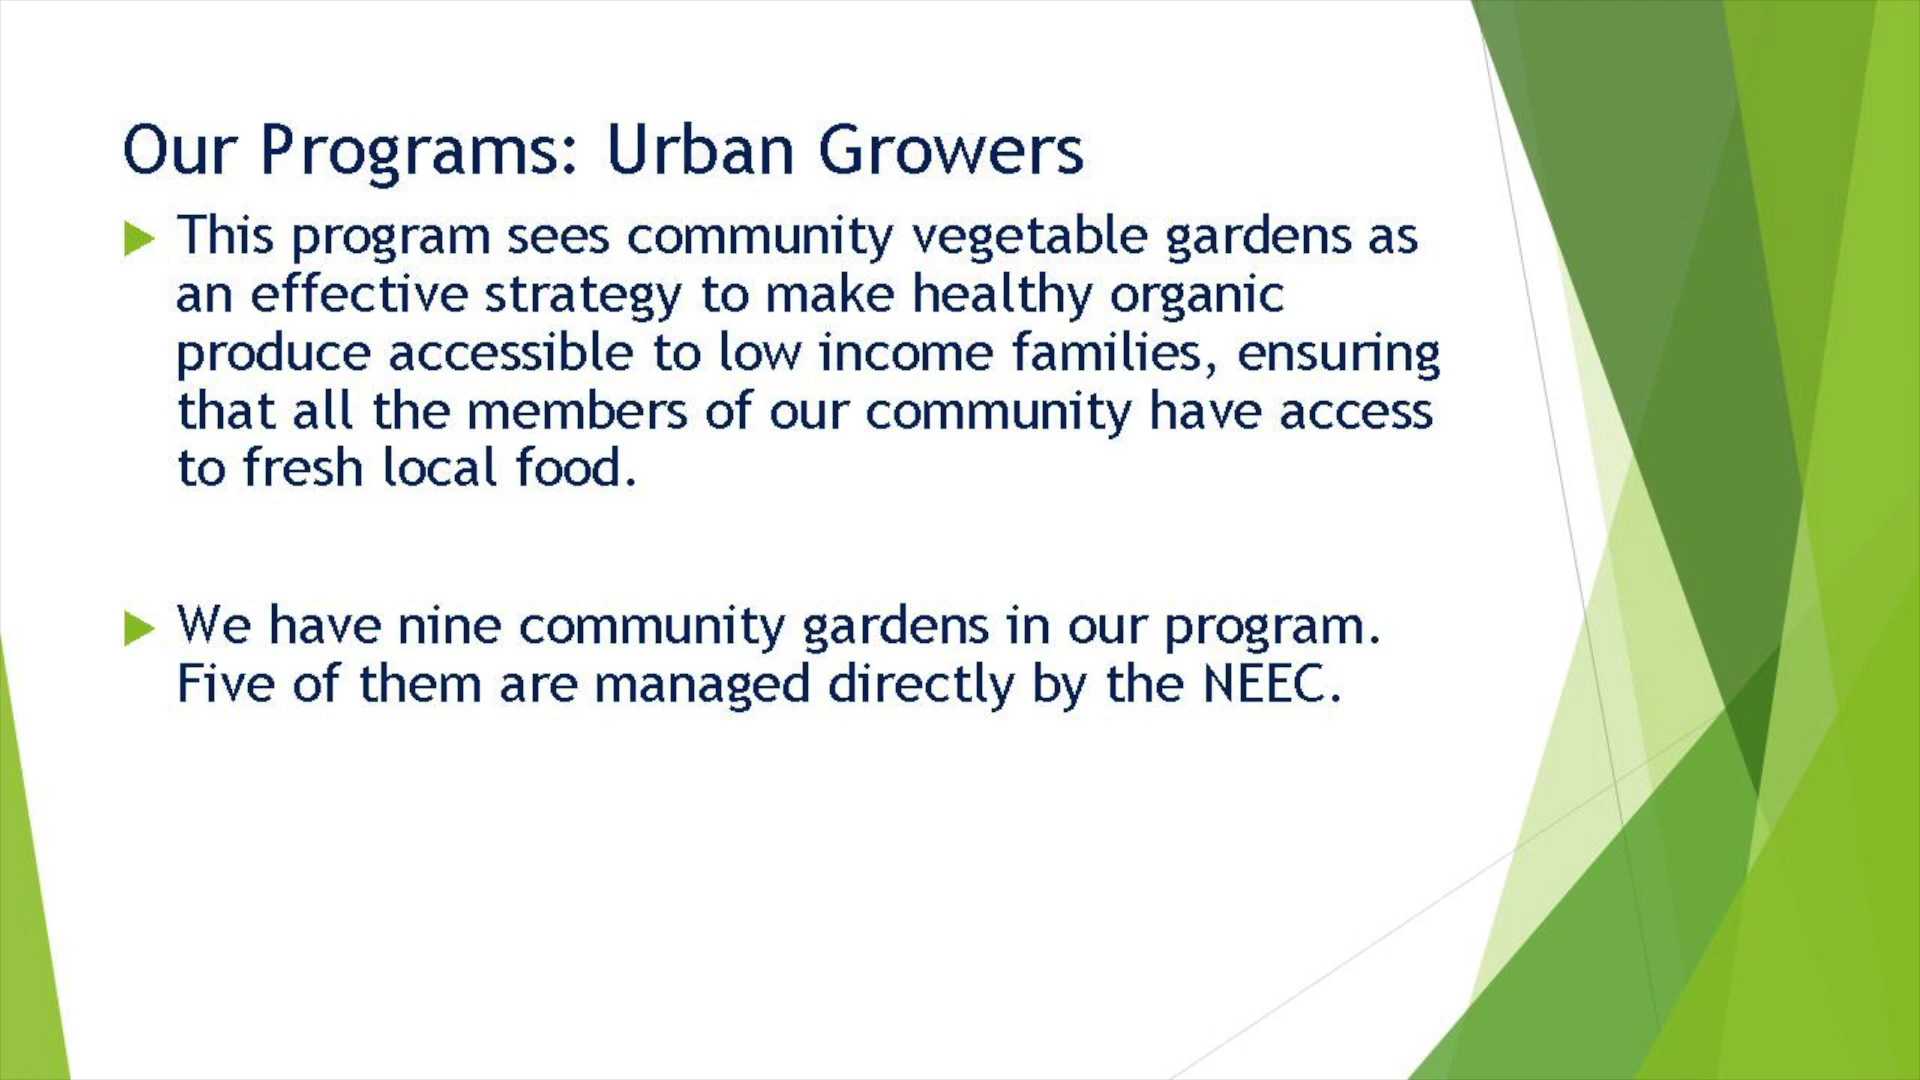 Our Programs: Urban Growers
This program sees community vegetable gardens as
an effective strategy to make healthy organic
produce accessible to low income families, ensuring
that all the members of our community have access
to fresh local food.
We have nine community gardens in our program.
Five of them are managed directly by the NEEC.